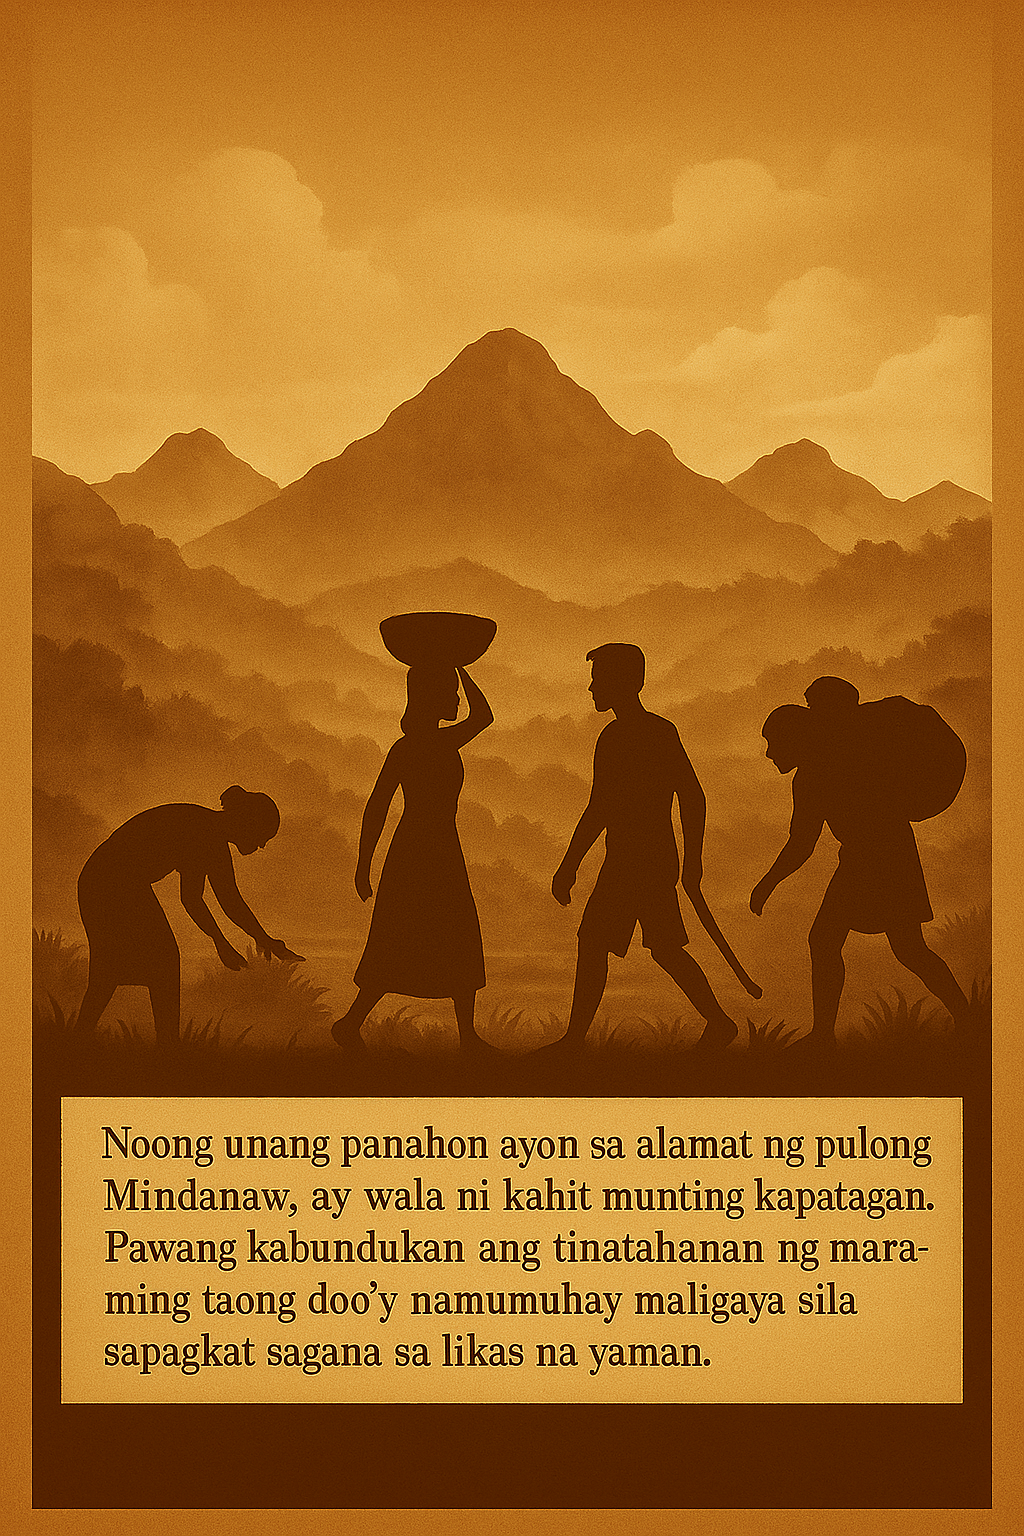 Noong unang panahon ayon sa alamat ng pulong
Mindanaw, ay wala ni kahit munting kapatagan.
Pawang kabundukan ang tinatahanan ng mara-
ming taong doo’y namumuhay maligaya sila
sapagkat sagana sa likas na yaman.